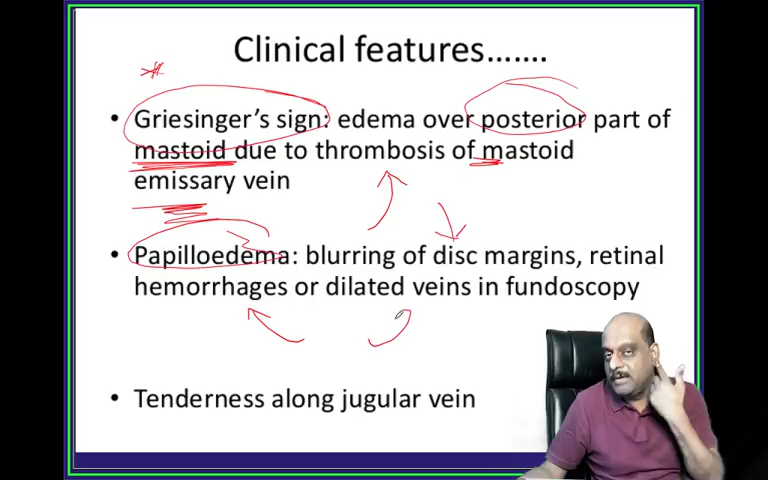 Clinical features.......
• Griesinger's sign: edema over posterior part of
mastoid due to thrombosis of mastoid
emissary vein
• Papilloedema: blurring of disc margins, retinal
hemorrhages or dilated veins in fundoscopy
• Tenderness along jugular vein